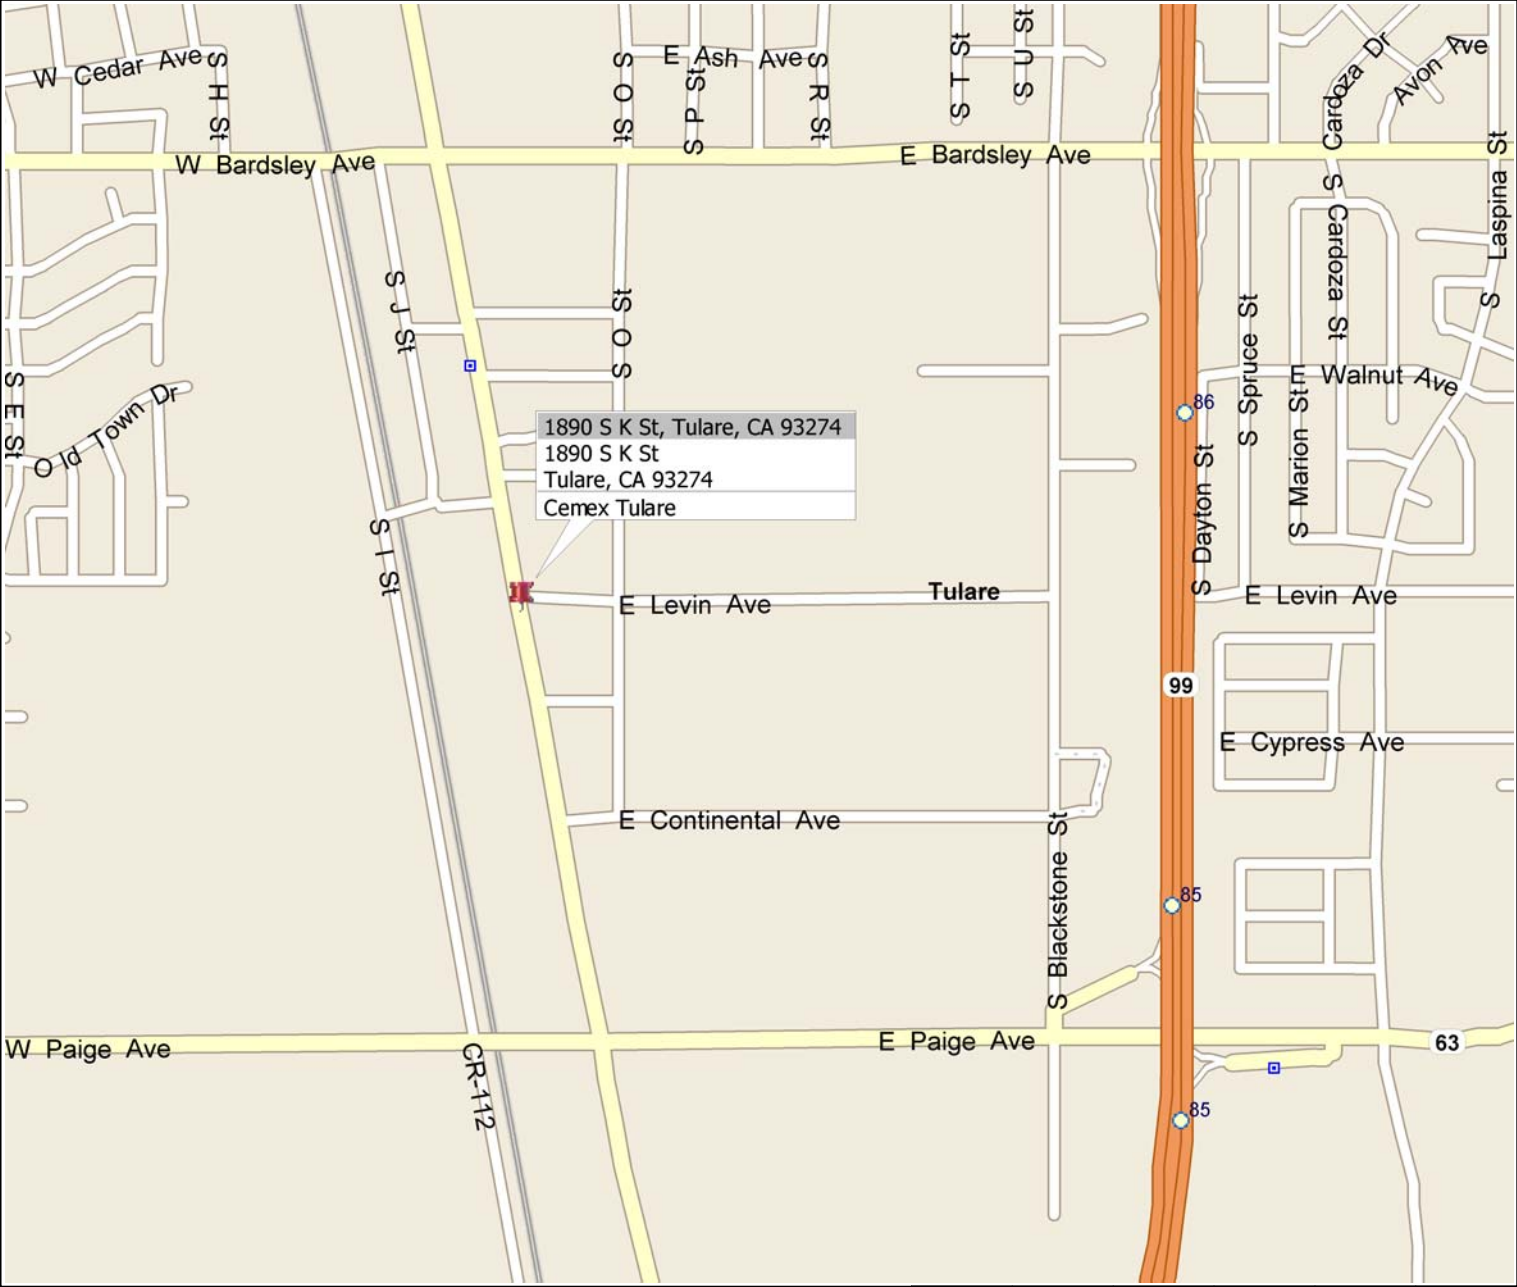 W Cedar Ave
S H St
S O St
E Ash Ave
S P St
S R St
S T St
S U St
S Cardoza Dr
Avon Ave
W Bardsley Ave
E Bardsley Ave
S Laspina St
S J St
S O St
S Cardoza St
S Spruce St
E Walnut Ave
S E St
Old Town Dr
86
S Marion St
S Dayton St
1890 S K St, Tulare, CA 93274
1890 S K St
Tulare, CA 93274
Cemex Tulare
S I St
E Levin Ave
Tulare
E Levin Ave
99
E Cypress Ave
E Continental Ave
S Blackstone St
85
W Paige Ave
E Paige Ave
63
CR-112
85